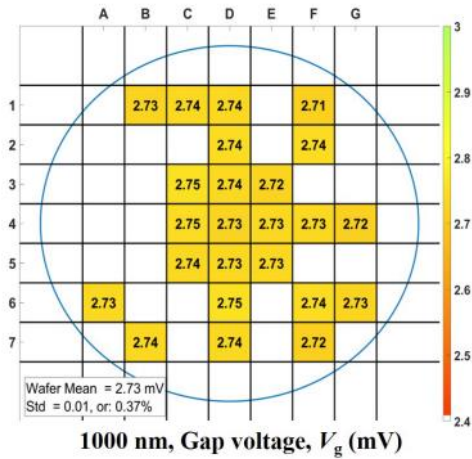 A B C D E F G
1 2.73 2.74 2.74 2.71
2 2.74 2.74
3 2.75 2.74 2.72
4 2.75 2.73 2.73 2.73 2.72
5 2.74 2.73 2.73
6 2.73 2.75 2.74 2.73
7 2.74 2.74 2.72
Wafer Mean = 2.73 mV
Std = 0.01, or: 0.37%
3
2.9
2.8
2.7
2.6
2.5
2.4
1000 nm, Gap voltage, Vg (mV)